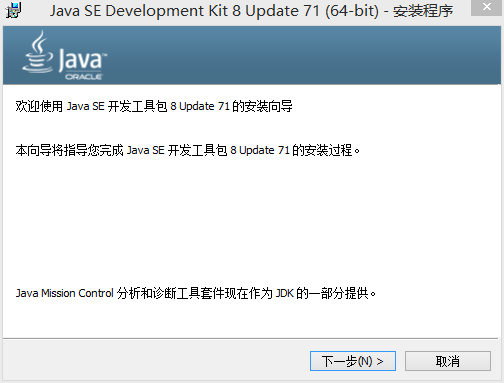 Java SE Development Kit 8 Update 71 (64-bit) - 安装程序
Java
ORACLE
欢迎使用 Java SE 开发工具包 8 Update 71 的安装向导
本向导将指导您完成 Java SE 开发工具包 8 Update 71 的安装过程。
Java Mission Control 分析和诊断工具套件现在作为 JDK 的一部分提供。
下一步(N) >
取消